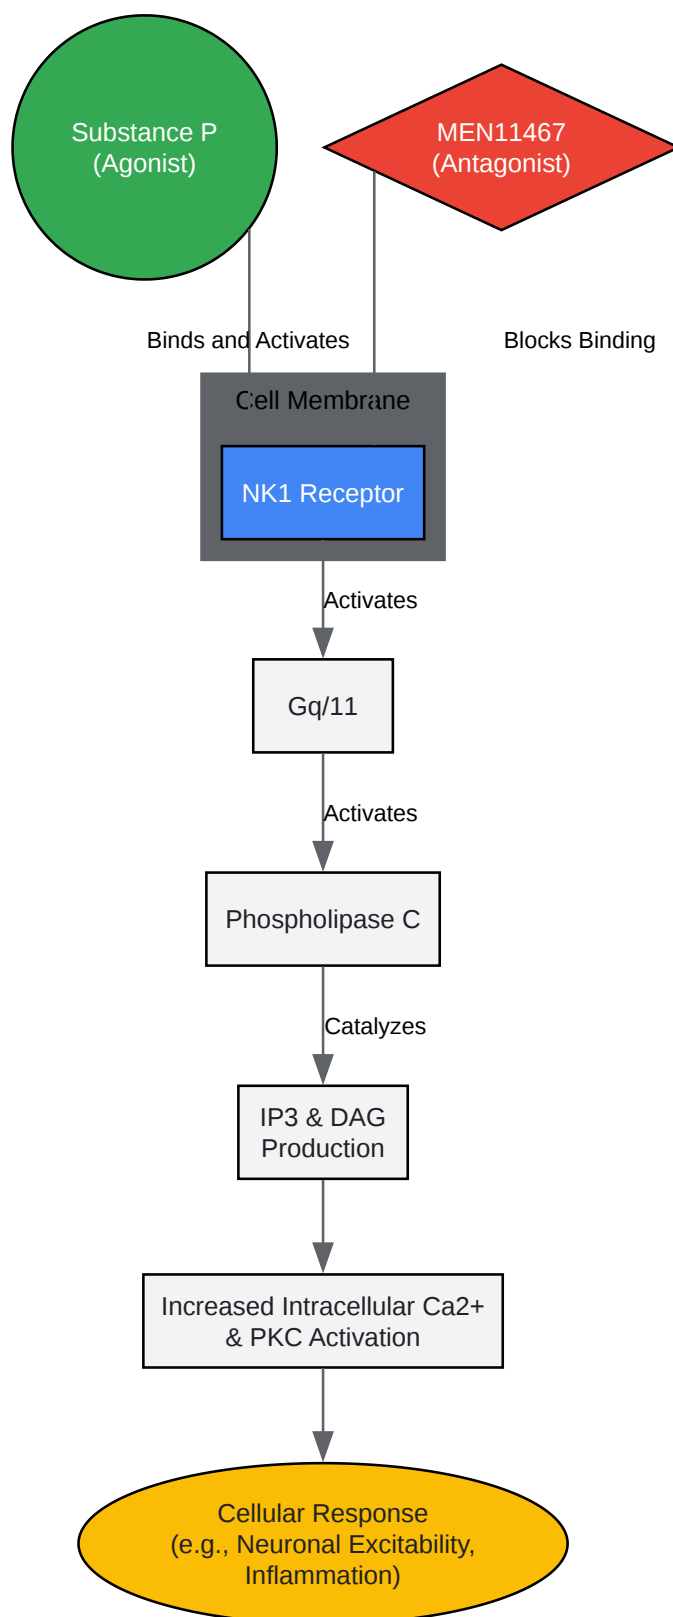 Substance P
(Agonist)
MEN11467
(Antagonist)
Binds and Activates
Blocks Binding
Cell Membrane
NK1 Receptor
Activates
Gq/11
Activates
Phospholipase C
Catalyzes
IP3 & DAG
Production
Increased Intracellular Ca2+
& PKC Activation
Cellular Response
(e.g., Neuronal Excitability,
Inflammation)